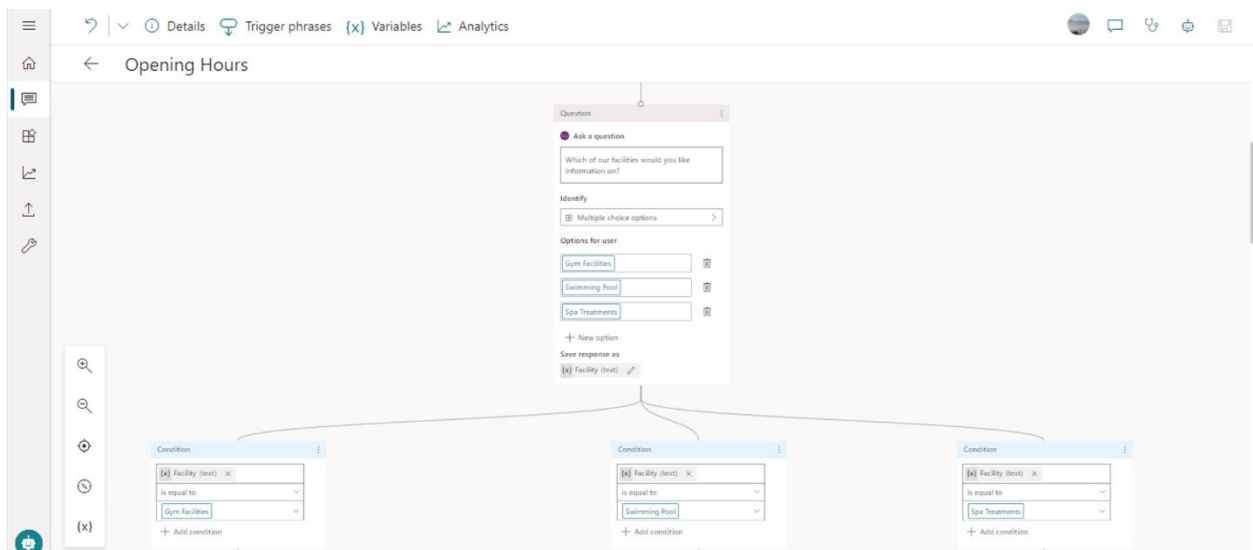 Details Trigger phrases {x} Variables Analytics
Opening Hours
Question
Ask a question
Which of our facilities would you like
information on?
Identify
Multiple choice options
Options for user
Gym Facilities
Swimming Pool
Spa Treatments
New option
Save response as
{x} Facility (text)
{x}
Condition
{x} Facility (text)
is equal to
Gym Facilities
Add condition
Condition
{x} Facility (text)
is equal to
Swimming Pool
Add condition
Condition
{x} Facility (text)
is equal to
Spa Treatments
Add condition